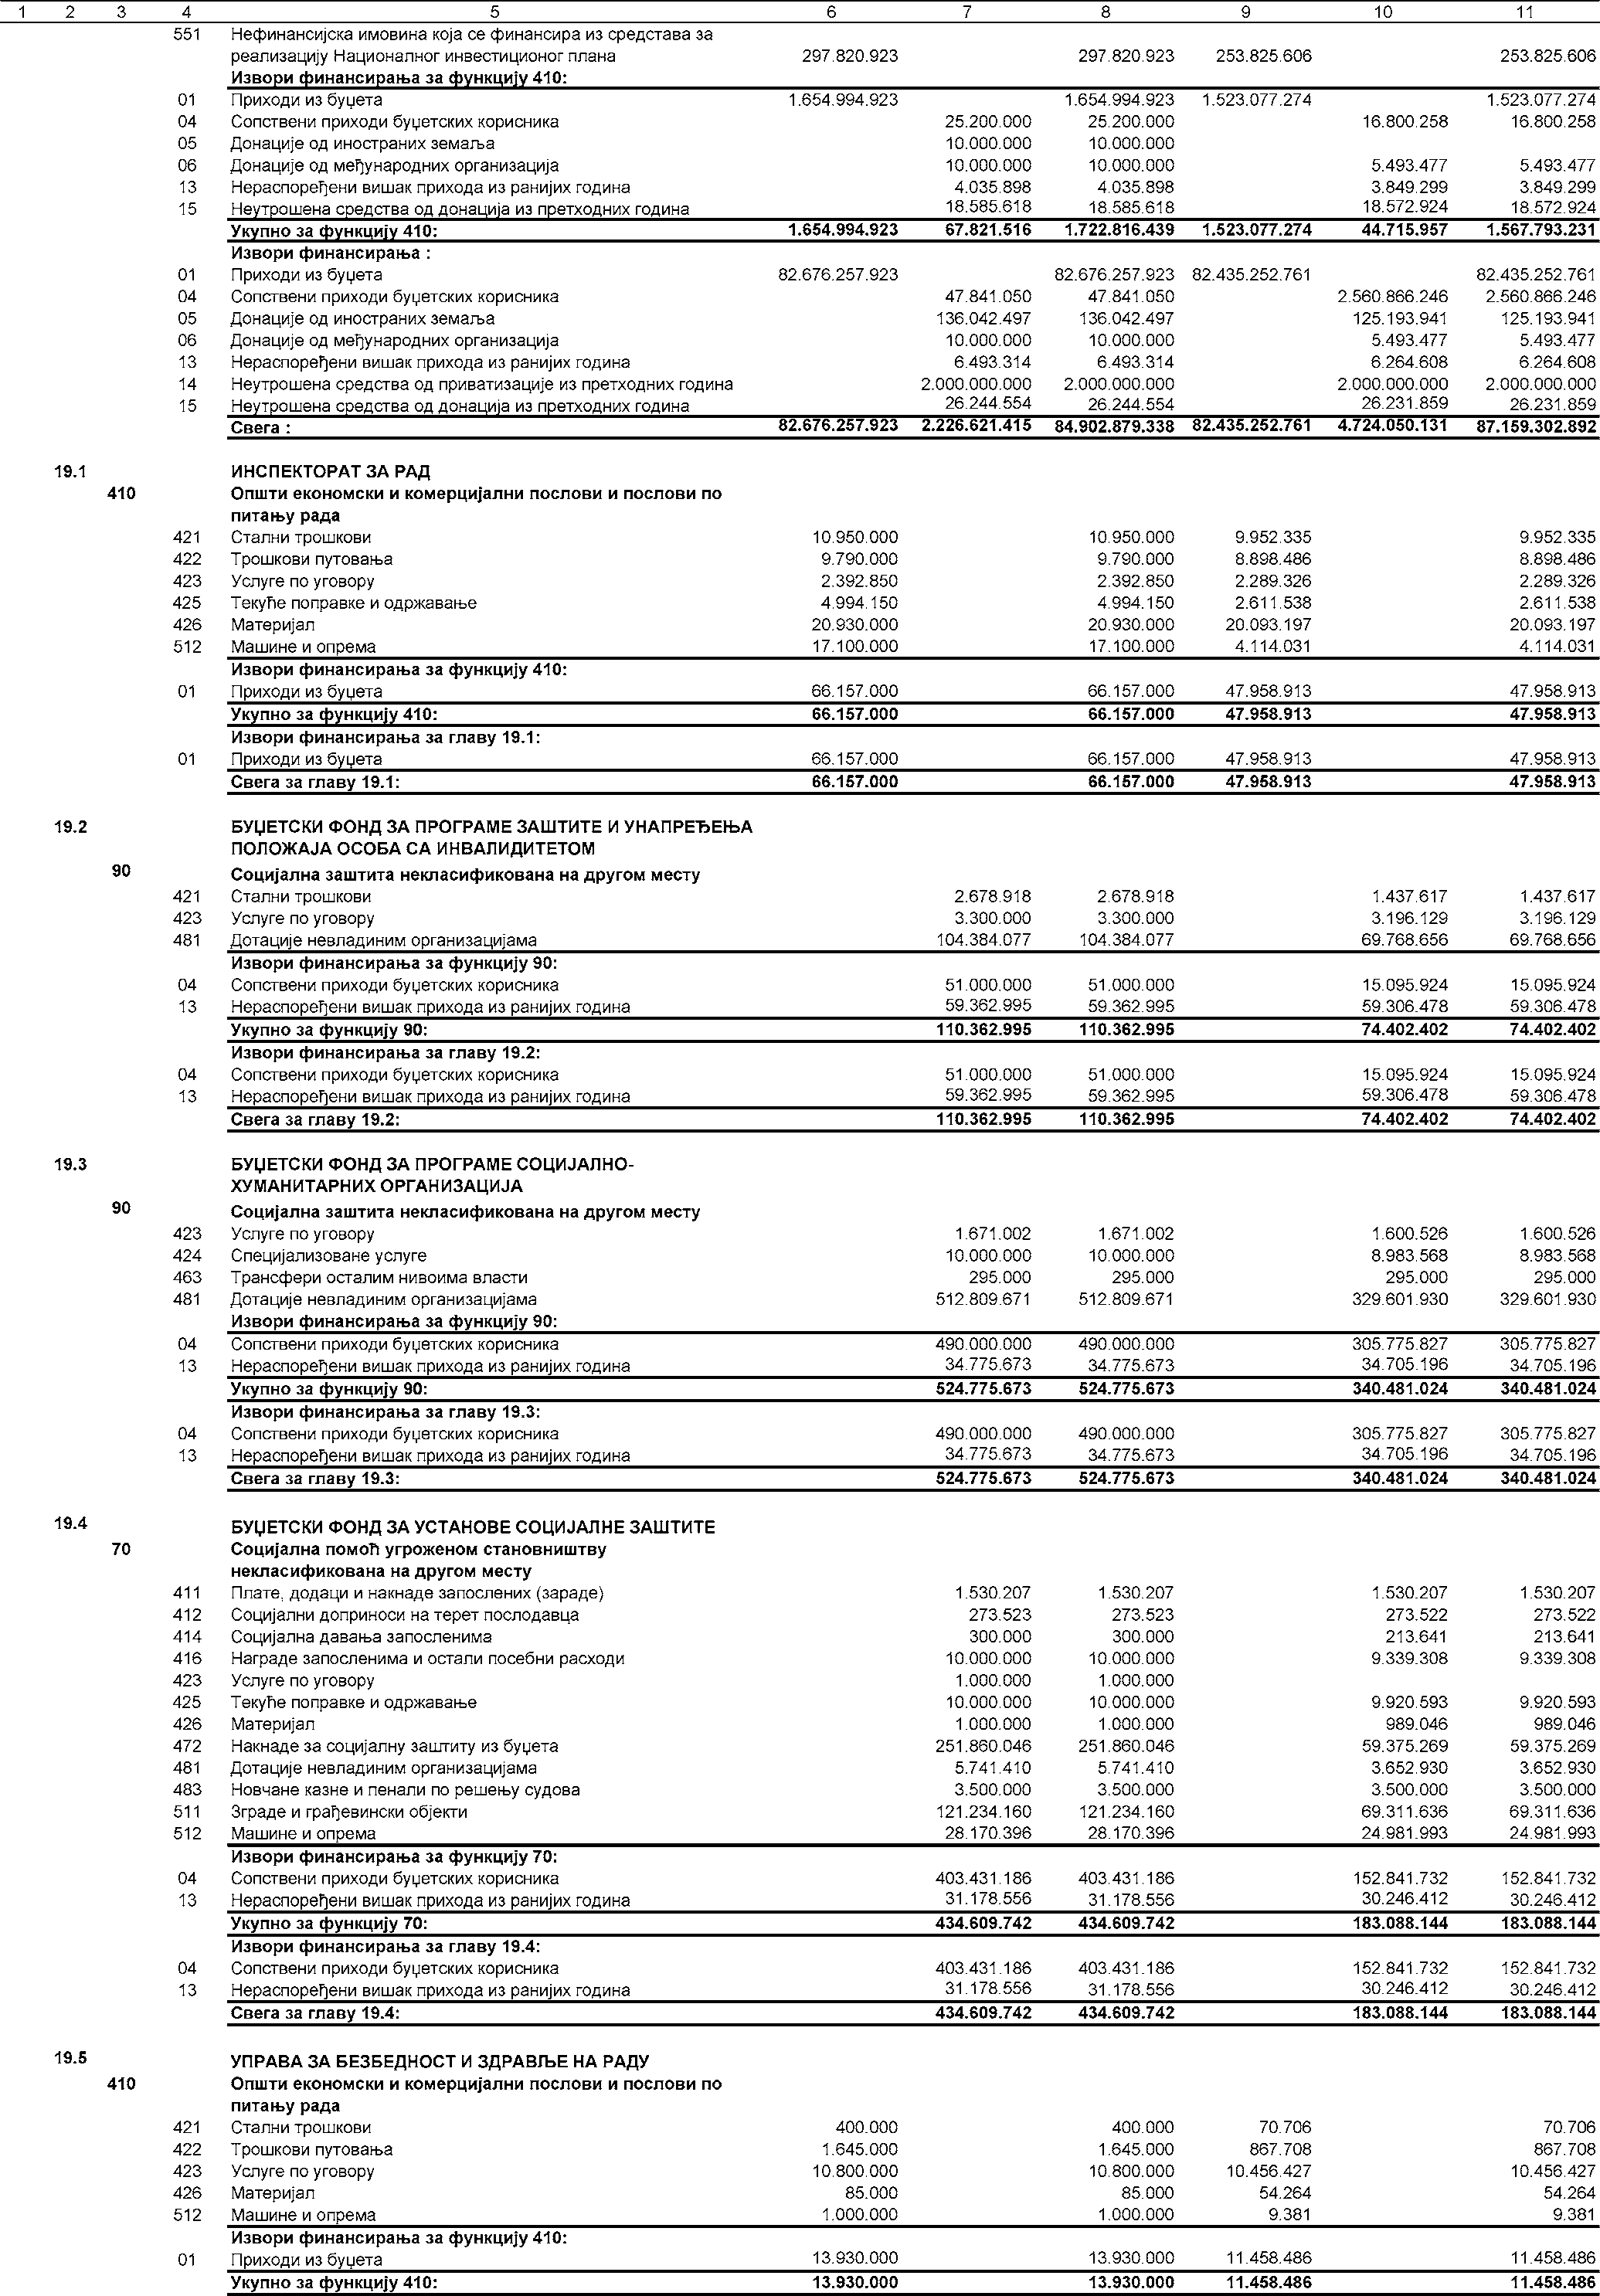 1 2 3 4 5 6 7 8 9 10 11
551 Нефинансијска имовина која се финансира из средстава за
реализацију Националног инвестиционог плана 297.820.923 297.820.923 253.825.606 253.825.606
Извори финансирања за функцију 410:
01 Приходи из буџета 1.654.994.923 1.654.994.923 1.523.077.274 1.523.077.274
04 Сопствени приходи буџетских корисника 25.200.000 25.200.000 16.800.258 16.800.258
05 Донације од иностраних земаља 10.000.000 10.000.000
06 Донације од међународних организација 10.000.000 10.000.000 5.493.477 5.493.477
13 Нераспоређени вишак прихода из ранијих година 4.035.898 4.035.898 3.849.299 3.849.299
15 Неутрошена средства од донација из претходних година 18.585.618 18.585.618 18.572.924 18.572.924
Укупно за функцију 410: 1.654.994.923 67.821.516 1.722.816.439 1.523.077.274 44.715.957 1.567.793.231
Извори финансирања :
01 Приходи из буџета 82.676.257.923 82.676.257.923 82.435.252.761 82.435.252.761
04 Сопствени приходи буџетских корисника 47.841.050 47.841.050 2.560.866.246 2.560.866.246
05 Донације од иностраних земаља 136.042.497 136.042.497 125.193.941 125.193.941
06 Донације од међународних организација 10.000.000 10.000.000 5.493.477 5.493.477
13 Нераспоређени вишак прихода из ранијих година 6.493.314 6.493.314 6.264.608 6.264.608
14 Неутрошена средства од приватизације из претходних година 2.000.000.000 2.000.000.000 2.000.000.000 2.000.000.000
15 Неутрошена средства од донација из претходних година 26.244.554 26.244.554 26.231.859 26.231.859
Свега : 82.676.257.923 2.226.621.415 84.902.879.338 82.435.252.761 4.724.050.131 87.159.302.892
19.1 ИНСПЕКТОРАТ ЗА РАД
410 Општи економски и комерцијални послови и послови по
питању рада
421 Стални трошкови 10.950.000 10.950.000 9.952.335 9.952.335
422 Трошкови путовања 9.790.000 9.790.000 8.898.486 8.898.486
423 Услуге по уговору 2.392.850 2.392.850 2.289.326 2.289.326
425 Текуће поправке и одржавање 4.994.150 4.994.150 2.611.538 2.611.538
426 Материјал 20.930.000 20.930.000 20.093.197 20.093.197
512 Машине и опрема 17.100.000 17.100.000 4.114.031 4.114.031
Извори финансирања за функцију 410:
01 Приходи из буџета 66.157.000 66.157.000 47.958.913 47.958.913
Укупно за функцију 410: 66.157.000 66.157.000 47.958.913 47.958.913
Извори финансирања за главу 19.1:
01 Приходи из буџета 66.157.000 66.157.000 47.958.913 47.958.913
Свега за главу 19.1: 66.157.000 66.157.000 47.958.913 47.958.913
19.2 БУЏЕТСКИ ФОНД ЗА ПРОГРАМЕ ЗАШТИТЕ И УНАПРЕЂЕЊА
ПОЛОЖАЈА ОСОБА СА ИНВАЛИДИТЕТОМ
90 Социјална заштита некласификована на другом месту
421 Стални трошкови 2.678.918 2.678.918 1.437.617 1.437.617
423 Услуге по уговору 3.300.000 3.300.000 3.196.129 3.196.129
481 Дотације невладиним организацијама 104.384.077 104.384.077 69.768.656 69.768.656
Извори финансирања за функцију 90:
04 Сопствени приходи буџетских корисника 51.000.000 51.000.000 15.095.924 15.095.924
13 Нераспоређени вишак прихода из ранијих година 59.362.995 59.362.995 59.306.478 59.306.478
Укупно за функцију 90: 110.362.995 110.362.995 74.402.402 74.402.402
Извори финансирања за главу 19.2:
04 Сопствени приходи буџетских корисника 51.000.000 51.000.000 15.095.924 15.095.924
13 Нераспоређени вишак прихода из ранијих година 59.362.995 59.362.995 59.306.478 59.306.478
Свега за главу 19.2: 110.362.995 110.362.995 74.402.402 74.402.402
19.3 БУЏЕТСКИ ФОНД ЗА ПРОГРАМЕ СОЦИЈАЛНО-
ХУМАНИТАРНИХ ОРГАНИЗАЦИЈА
90 Социјална заштита некласификована на другом месту
423 Услуге по уговору 1.671.002 1.671.002 1.600.526 1.600.526
424 Специјализоване услуге 10.000.000 10.000.000 8.983.568 8.983.568
463 Трансфери осталим нивоима власти 295.000 295.000 295.000 295.000
481 Дотације невладиним организацијама 512.809.671 512.809.671 329.601.930 329.601.930
Извори финансирања за функцију 90:
04 Сопствени приходи буџетских корисника 490.000.000 490.000.000 305.775.827 305.775.827
13 Нераспоређени вишак прихода из ранијих година 34.775.673 34.775.673 34.705.196 34.705.196
Укупно за функцију 90: 524.775.673 524.775.673 340.481.024 340.481.024
Извори финансирања за главу 19.3:
04 Сопствени приходи буџетских корисника 490.000.000 490.000.000 305.775.827 305.775.827
13 Нераспоређени вишак прихода из ранијих година 34.775.673 34.775.673 34.705.196 34.705.196
Свега за главу 19.3: 524.775.673 524.775.673 340.481.024 340.481.024
19.4 БУЏЕТСКИ ФОНД ЗА УСТАНОВЕ СОЦИЈАЛНЕ ЗАШТИТЕ
70 Социјална помоћ угроженом становништву
некласификована на другом месту
411 Плате, додаци и накнаде запослених (зараде) 1.530.207 1.530.207 1.530.207 1.530.207
412 Социјални доприноси на терет послодавца 273.523 273.523 273.522 273.522
414 Социјална давања запосленима 300.000 300.000 213.641 213.641
416 Награде запосленима и остали посебни расходи 10.000.000 10.000.000 9.339.308 9.339.308
423 Услуге по уговору 1.000.000 1.000.000
425 Текуће поправке и одржавање 10.000.000 10.000.000 9.920.593 9.920.593
426 Материјал 1.000.000 1.000.000 989.046 989.046
472 Накнаде за социјалну заштиту из буџета 251.860.046 251.860.046 59.375.269 59.375.269
481 Дотације невладиним организацијама 5.741.410 5.741.410 3.652.930 3.652.930
483 Новчане казне и пенали по решењу судова 3.500.000 3.500.000 3.500.000 3.500.000
511 Зграде и грађевински објекти 121.234.160 121.234.160 69.311.636 69.311.636
512 Машине и опрема 28.170.396 28.170.396 24.981.993 24.981.993
Извори финансирања за функцију 70:
04 Сопствени приходи буџетских корисника 403.431.186 403.431.186 152.841.732 152.841.732
13 Нераспоређени вишак прихода из ранијих година 31.178.556 31.178.556 30.246.412 30.246.412
Укупно за функцију 70: 434.609.742 434.609.742 183.088.144 183.088.144
Извори финансирања за главу 19.4:
04 Сопствени приходи буџетских корисника 403.431.186 403.431.186 152.841.732 152.841.732
13 Нераспоређени вишак прихода из ранијих година 31.178.556 31.178.556 30.246.412 30.246.412
Свега за главу 19.4: 434.609.742 434.609.742 183.088.144 183.088.144
19.5 УПРАВА ЗА БЕЗБЕДНОСТ И ЗДРАВЉЕ НА РАДУ
410 Општи економски и комерцијални послови и послови по
питању рада
421 Стални трошкови 400.000 400.000 70.706 70.706
422 Трошкови путовања 1.645.000 1.645.000 867.708 867.708
423 Услуге по уговору 10.800.000 10.800.000 10.456.427 10.456.427
426 Материјал 85.000 85.000 54.264 54.264
512 Машине и опрема 1.000.000 1.000.000 9.381 9.381
Извори финансирања за функцију 410:
01 Приходи из буџета 13.930.000 13.930.000 11.458.486 11.458.486
Укупно за функцију 410: 13.930.000 13.930.000 11.458.486 11.458.486